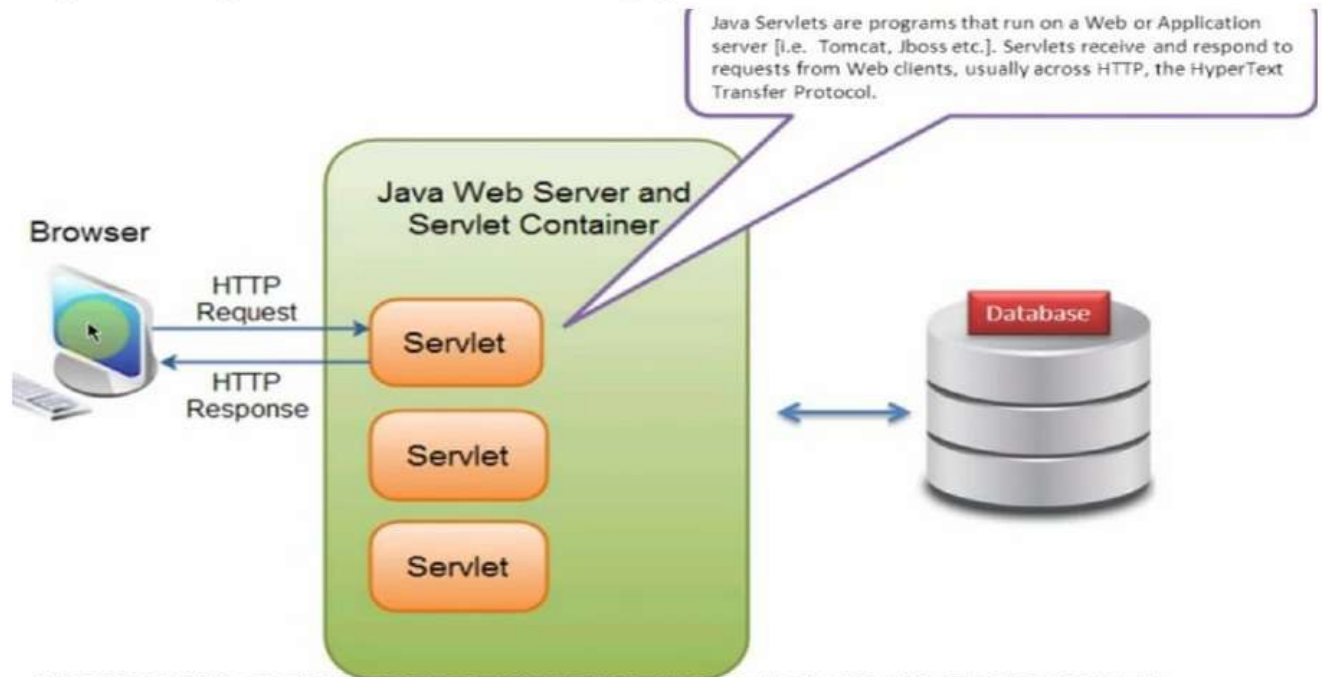 Java Servlets are programs that run on a Web or Application
server [i.e. Tomcat, Jboss etc.]. Servlets receive and respond to
requests from Web clients, usually across HTTP, the HyperText
Transfer Protocol.
Java Web Server and
Servlet Container
Browser
HTTP
Request
HTTP
Response
Servlet
Servlet
Servlet
Database